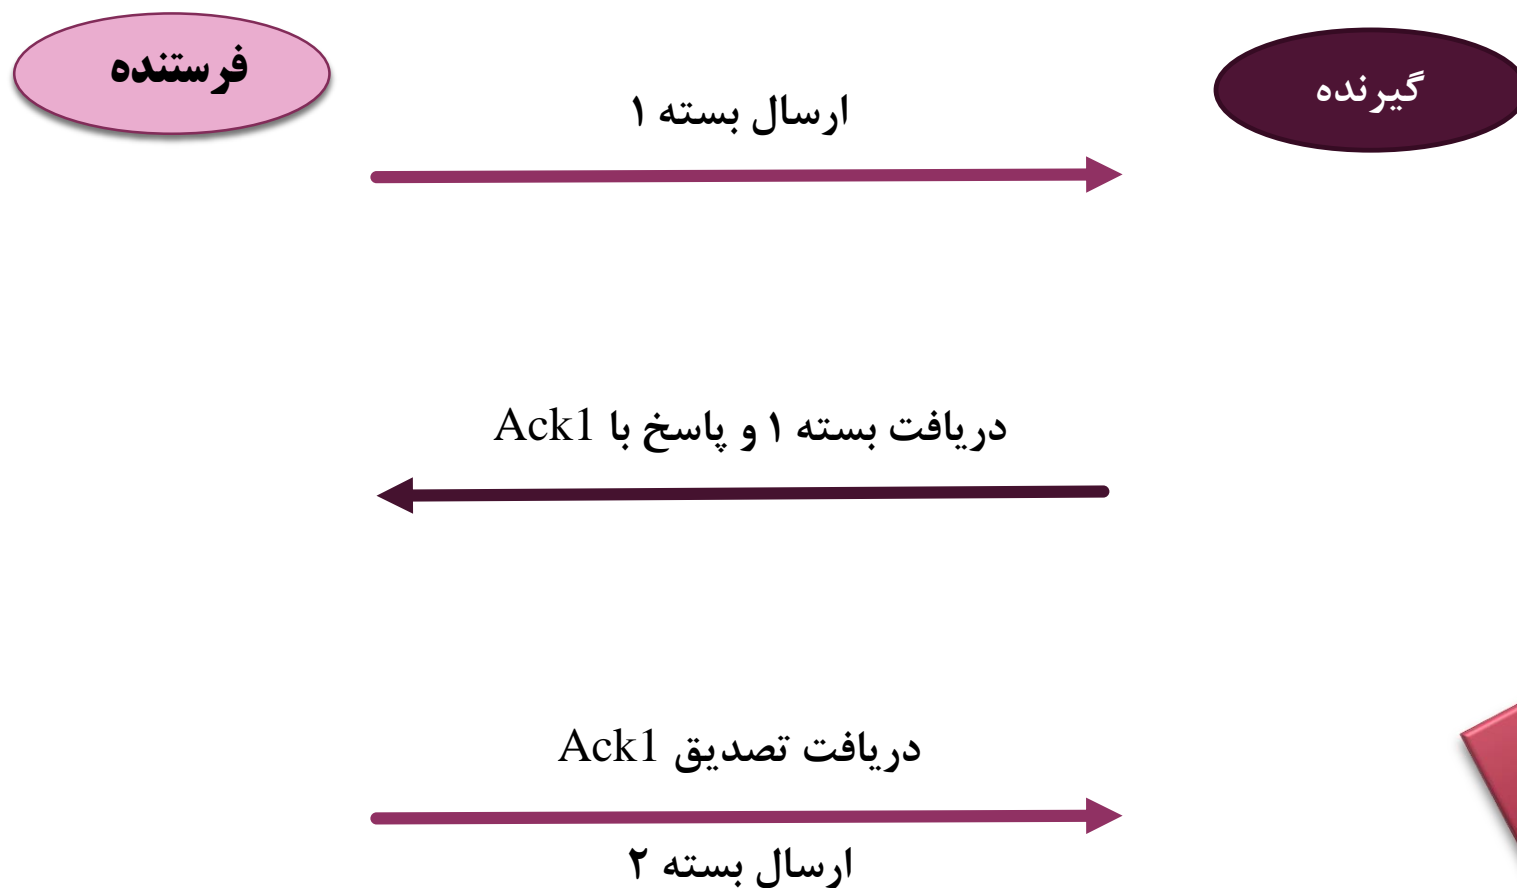 فرستنده
گیرنده
ارسال بسته ۱
دریافت بسته ۱ و پاسخ با Ack1
دریافت تصدیق Ack1
ارسال بسته ۲